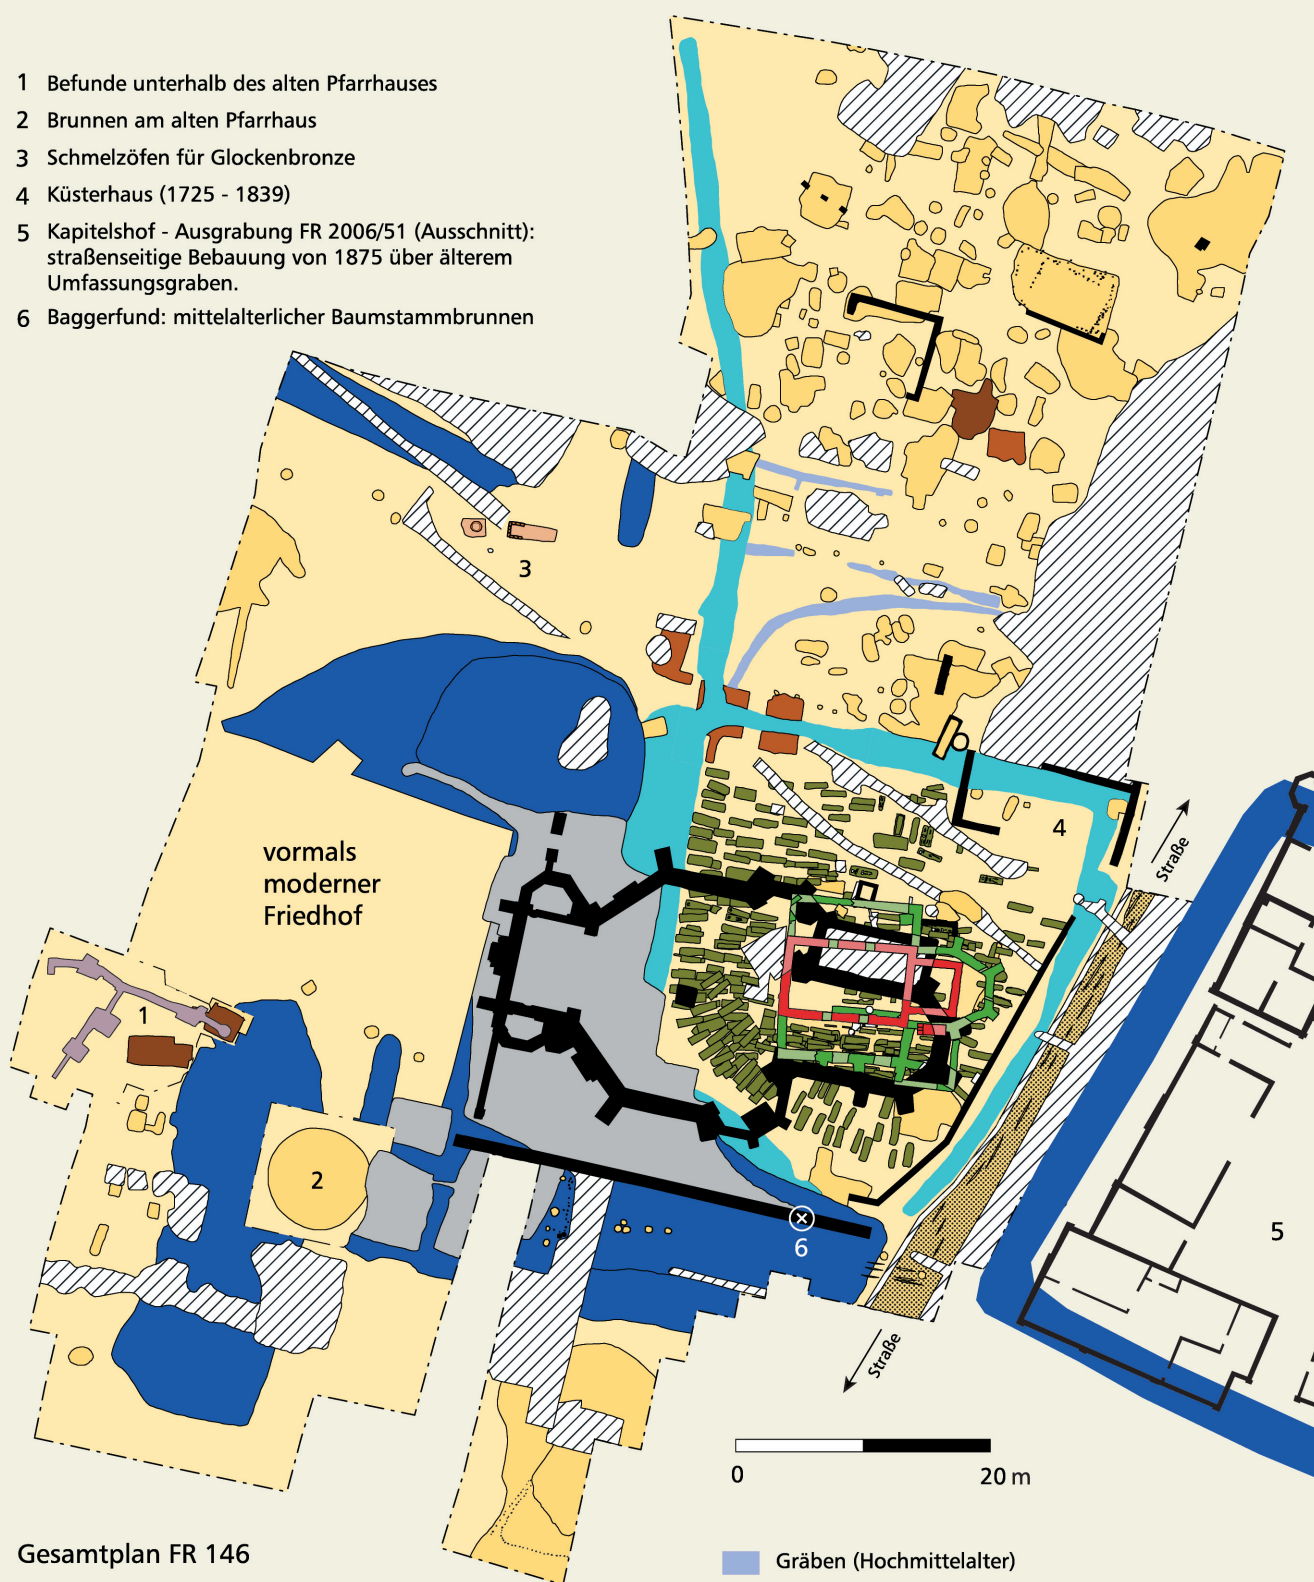 1 Befunde unterhalb des alten Pfarrhauses
2 Brunnen am alten Pfarrhaus
3 Schmelzöfen für Glockenbronze
4 Küsterhaus (1725 - 1839)
5 Kapitelshof - Ausgrabung FR 2006/51 (Ausschnitt):
straßenseitige Bebauung von 1875 über älterem
Umfassungsgraben.
6 Baggerfund: mittelalterlicher Baumstammbrunnen
3
4
Straße
vormals
moderner
Friedhof
1
2
6
5
Straße
0 20 m
Gesamtplan FR 146
Gräben (Hochmittelalter)